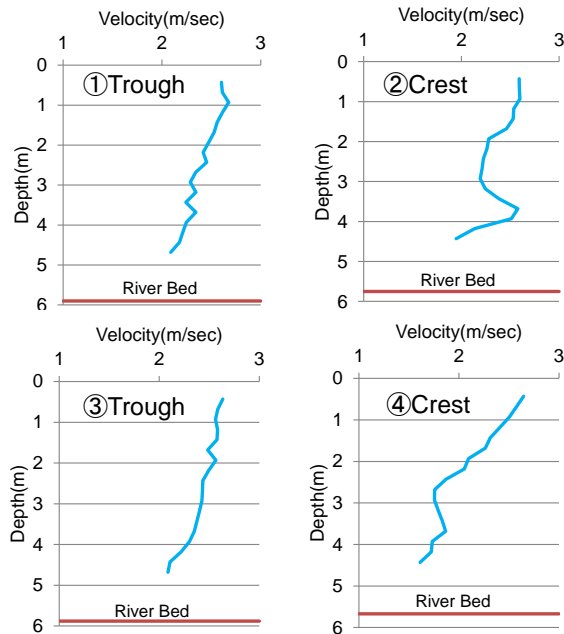 Velocity(m/sec)
1 2 3
0
1
2
3
4
5
6
Depth(m)
①Trough
River Bed
Velocity(m/sec)
1 2 3
0
1
2
3
4
5
6
Depth(m)
②Crest
River Bed
Velocity(m/sec)
1 2 3
0
1
2
3
4
5
6
Depth(m)
③Trough
River Bed
Velocity(m/sec)
1 2 3
0
1
2
3
4
5
6
Depth(m)
④Crest
River Bed